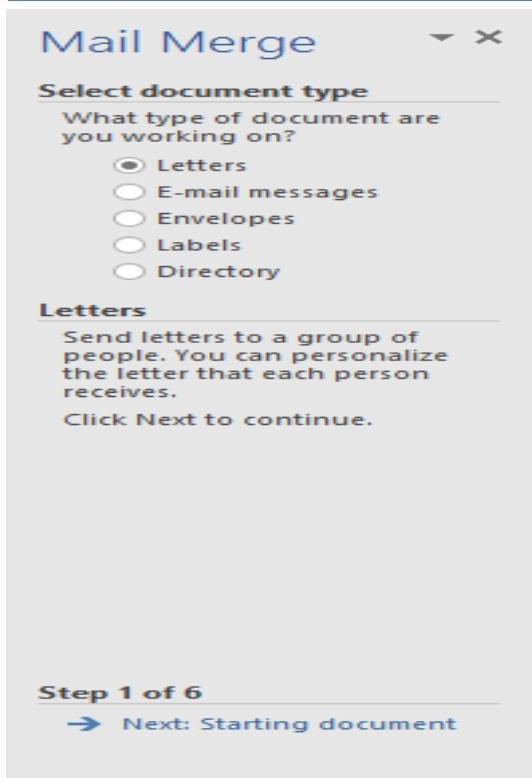 Mail Merge
Select document type
What type of document are
you working on?
Letters
E-mail messages
Envelopes
Labels
Directory
Letters
Send letters to a group of
people. You can personalize
the letter that each person
receives.
Click Next to continue.
Step 1 of 6
Next: Starting document